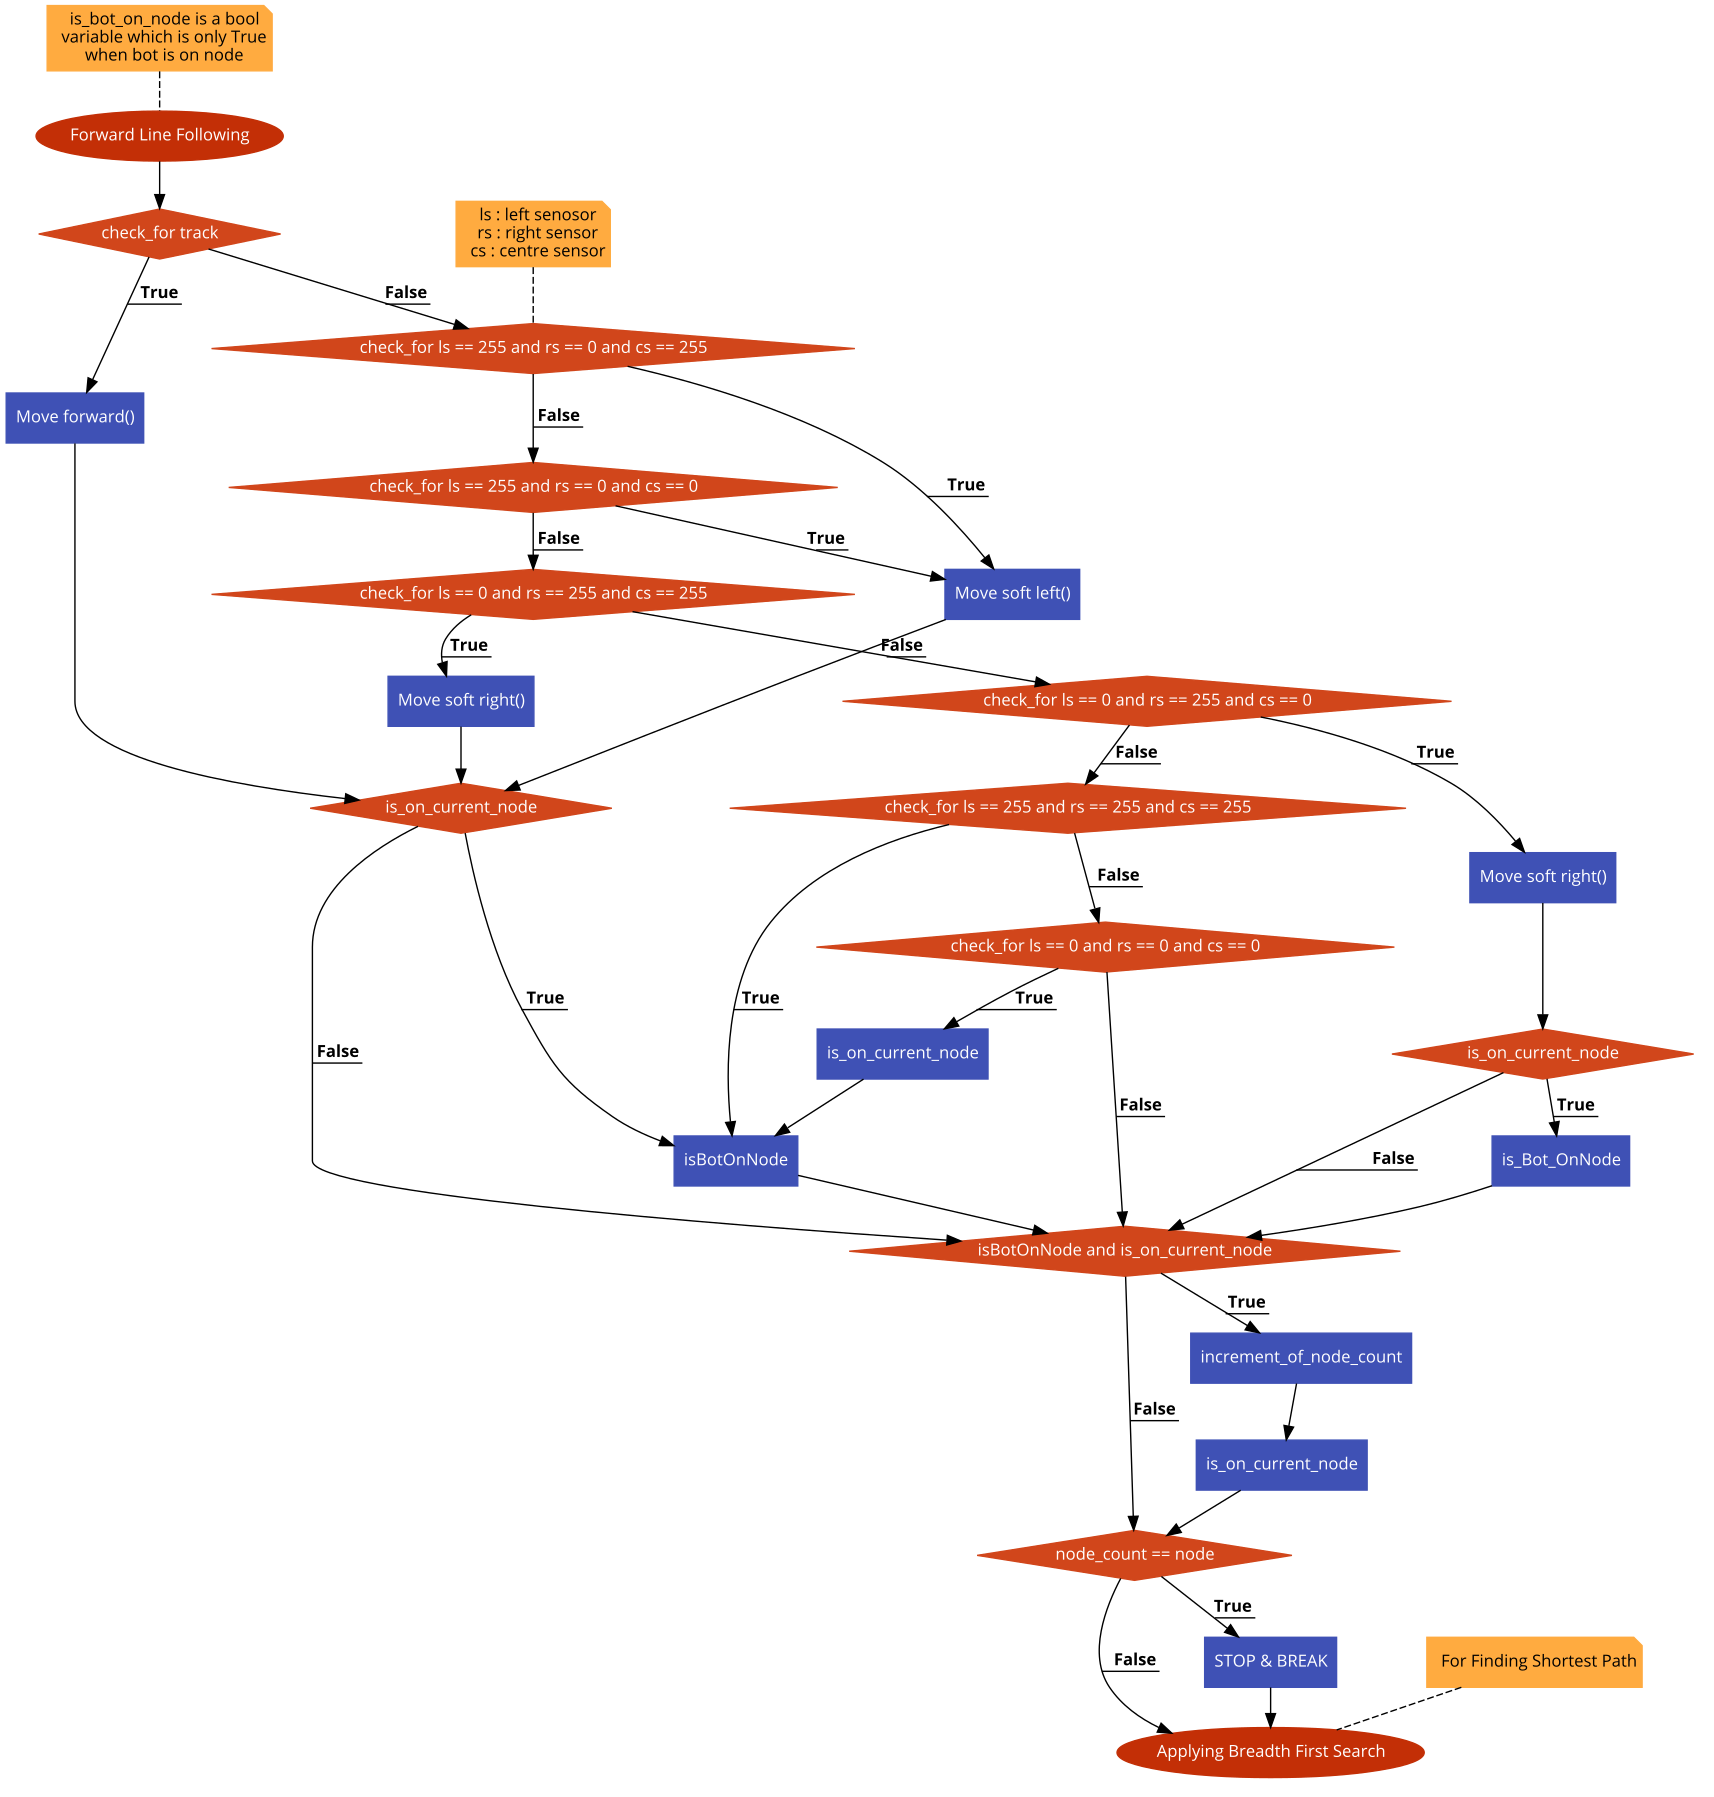 is_bot_on_node is a bool
variable which is only True
when bot is on node
Forward Line Following
check_for track
ls : left senosor
rs : right sensor
cs : centre sensor
True
False
check_for ls == 255 and rs == 0 and cs == 255
Move forward()
False
True
check_for ls == 255 and rs == 0 and cs == 0
False
True
check_for ls == 0 and rs == 255 and cs == 255
Move soft left()
True
False
Move soft right()
check_for ls == 0 and rs == 255 and cs == 0
False
True
is_on_current_node
check_for ls == 255 and rs == 255 and cs == 255
False
Move soft right()
check_for ls == 0 and rs == 0 and cs == 0
True
True
True
False
is_on_current_node
is_on_current_node
False
True
isBotOnNode
False
is_Bot_OnNode
isBotOnNode and is_on_current_node
True
increment_of_node_count
False
is_on_current_node
node_count == node
True
False
STOP & BREAK
For Finding Shortest Path
Applying Breadth First Search